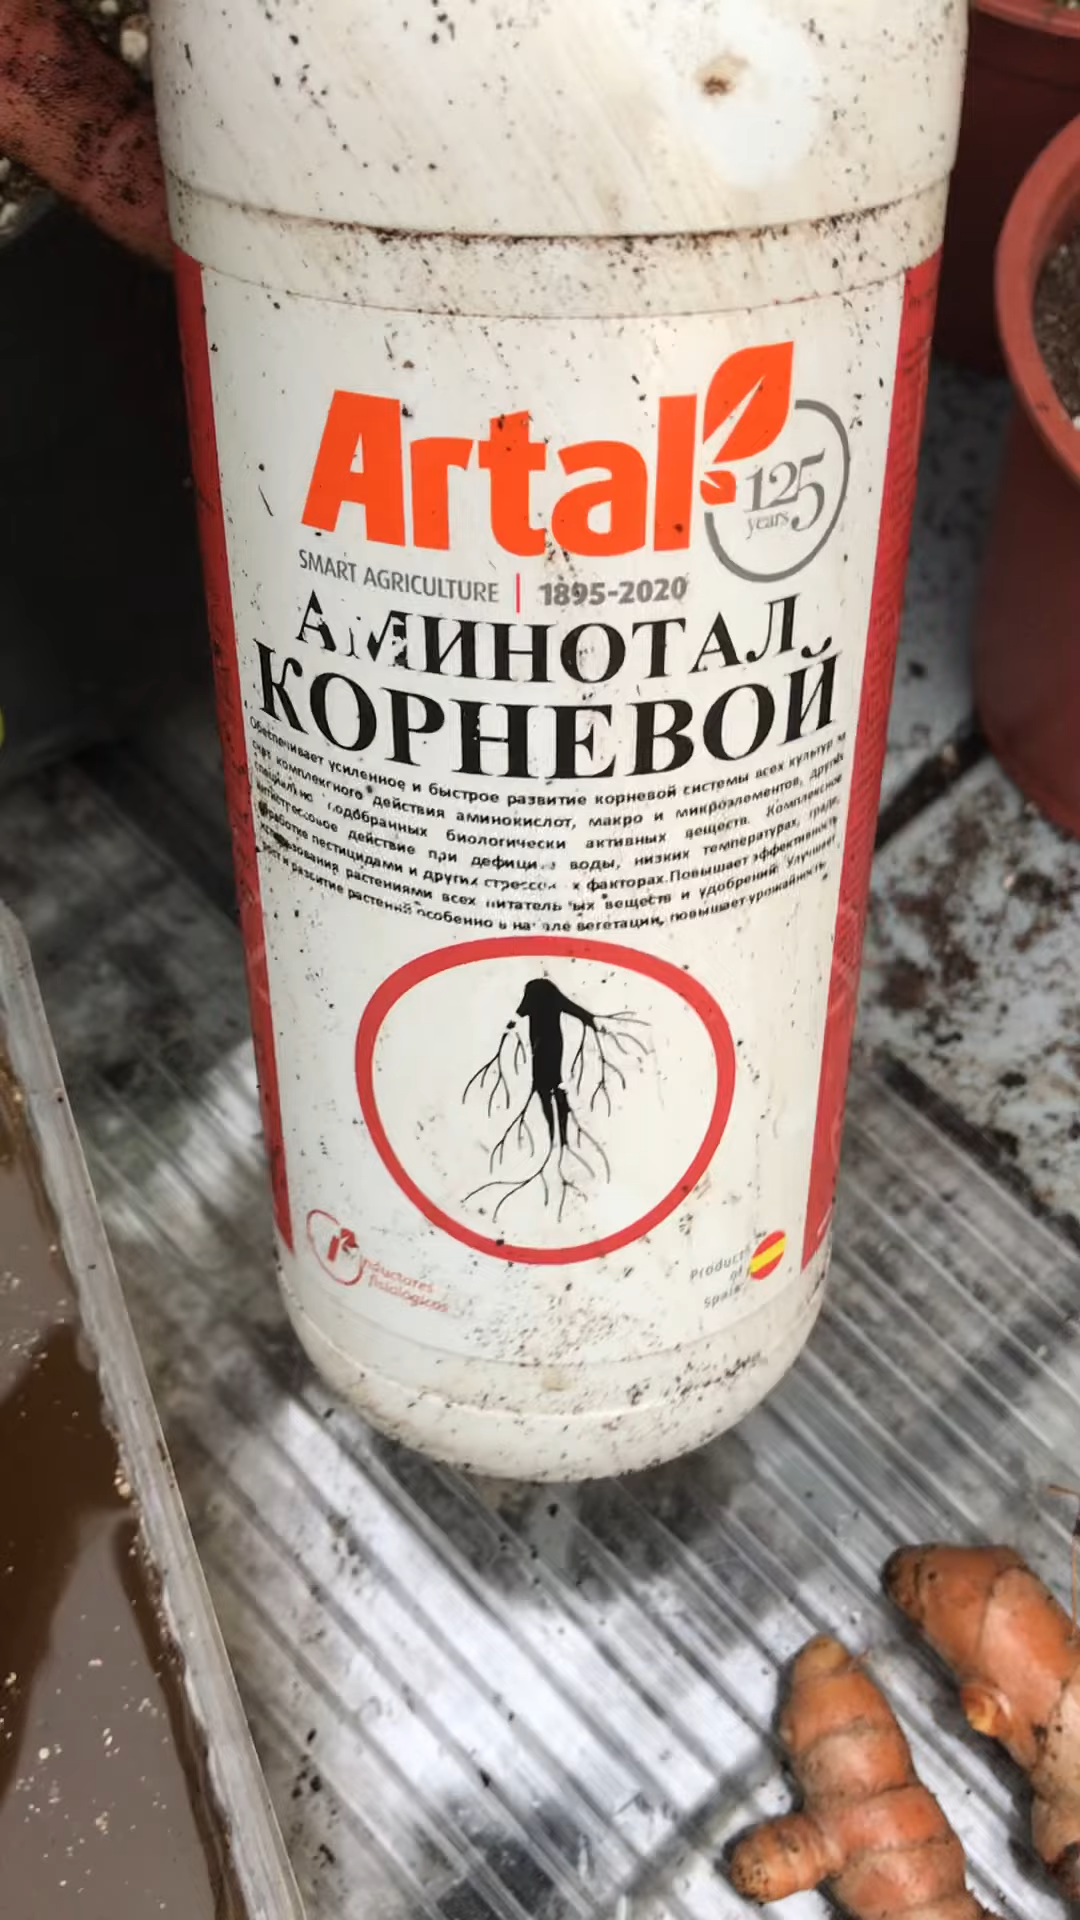 Artal
125
years
SMART AGRICULTURE | 1895-2020
АМИНОТАЛ
КОРНЕВОЙ
Обеспечивает усиленное и быстрое развитие корневой системы всех культур
счет комплексного действия аминокислот, макро и микроэлементов, других
специально подобранных биологически активных веществ. Комплексное
антистрессовое действие при дефиците воды, низких температурах, граде,
обработке пестицидами и других стрессовых факторах.Повышает эффективность
использования растениями всех питательных веществ и удобрений. Улучшает
рост и развитие растений особенно в начале вегетации, повышает урожайность
inductores
fisiológicos
Product
of
Spain